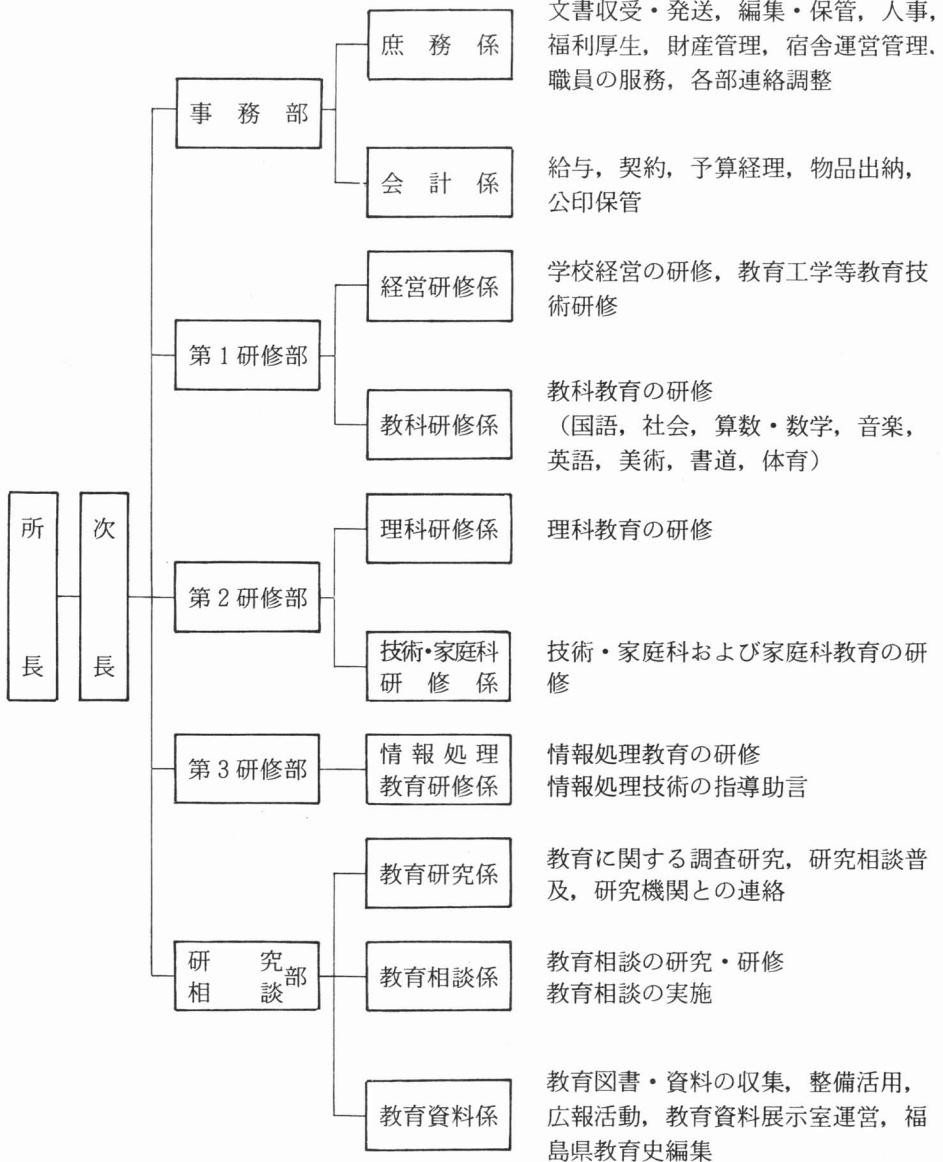 所長
次長
事務部
庶務係
文書収受・発送，編集・保管，人事，
福利厚生，財産管理，宿舎運営管理．
職員の服務，各部連絡調整
会計係
給与，契約，予算経理，物品出納，
公印保管
第1研修部
経営研修係
学校経営の研修，教育工学等教育技
術研修
教科研修係
教科教育の研修
（国語，社会，算数・数学，音楽，
英語，美術，書道，体育）
第2研修部
理科研修係
理科教育の研修
技術・家庭科
研修係
技術・家庭科および家庭科教育の研
修
第3研修部
情報処理
教育研修係
情報処理教育の研修
情報処理技術の指導助言
研究
相談部
教育研究係
教育に関する調査研究，研究相談普
及，研究機関との連絡
教育相談係
教育相談の研究・研修
教育相談の実施
教育資料係
教育図書・資料の収集，整備活用，
広報活動，教育資料展示室運営，福
島県教育史編集